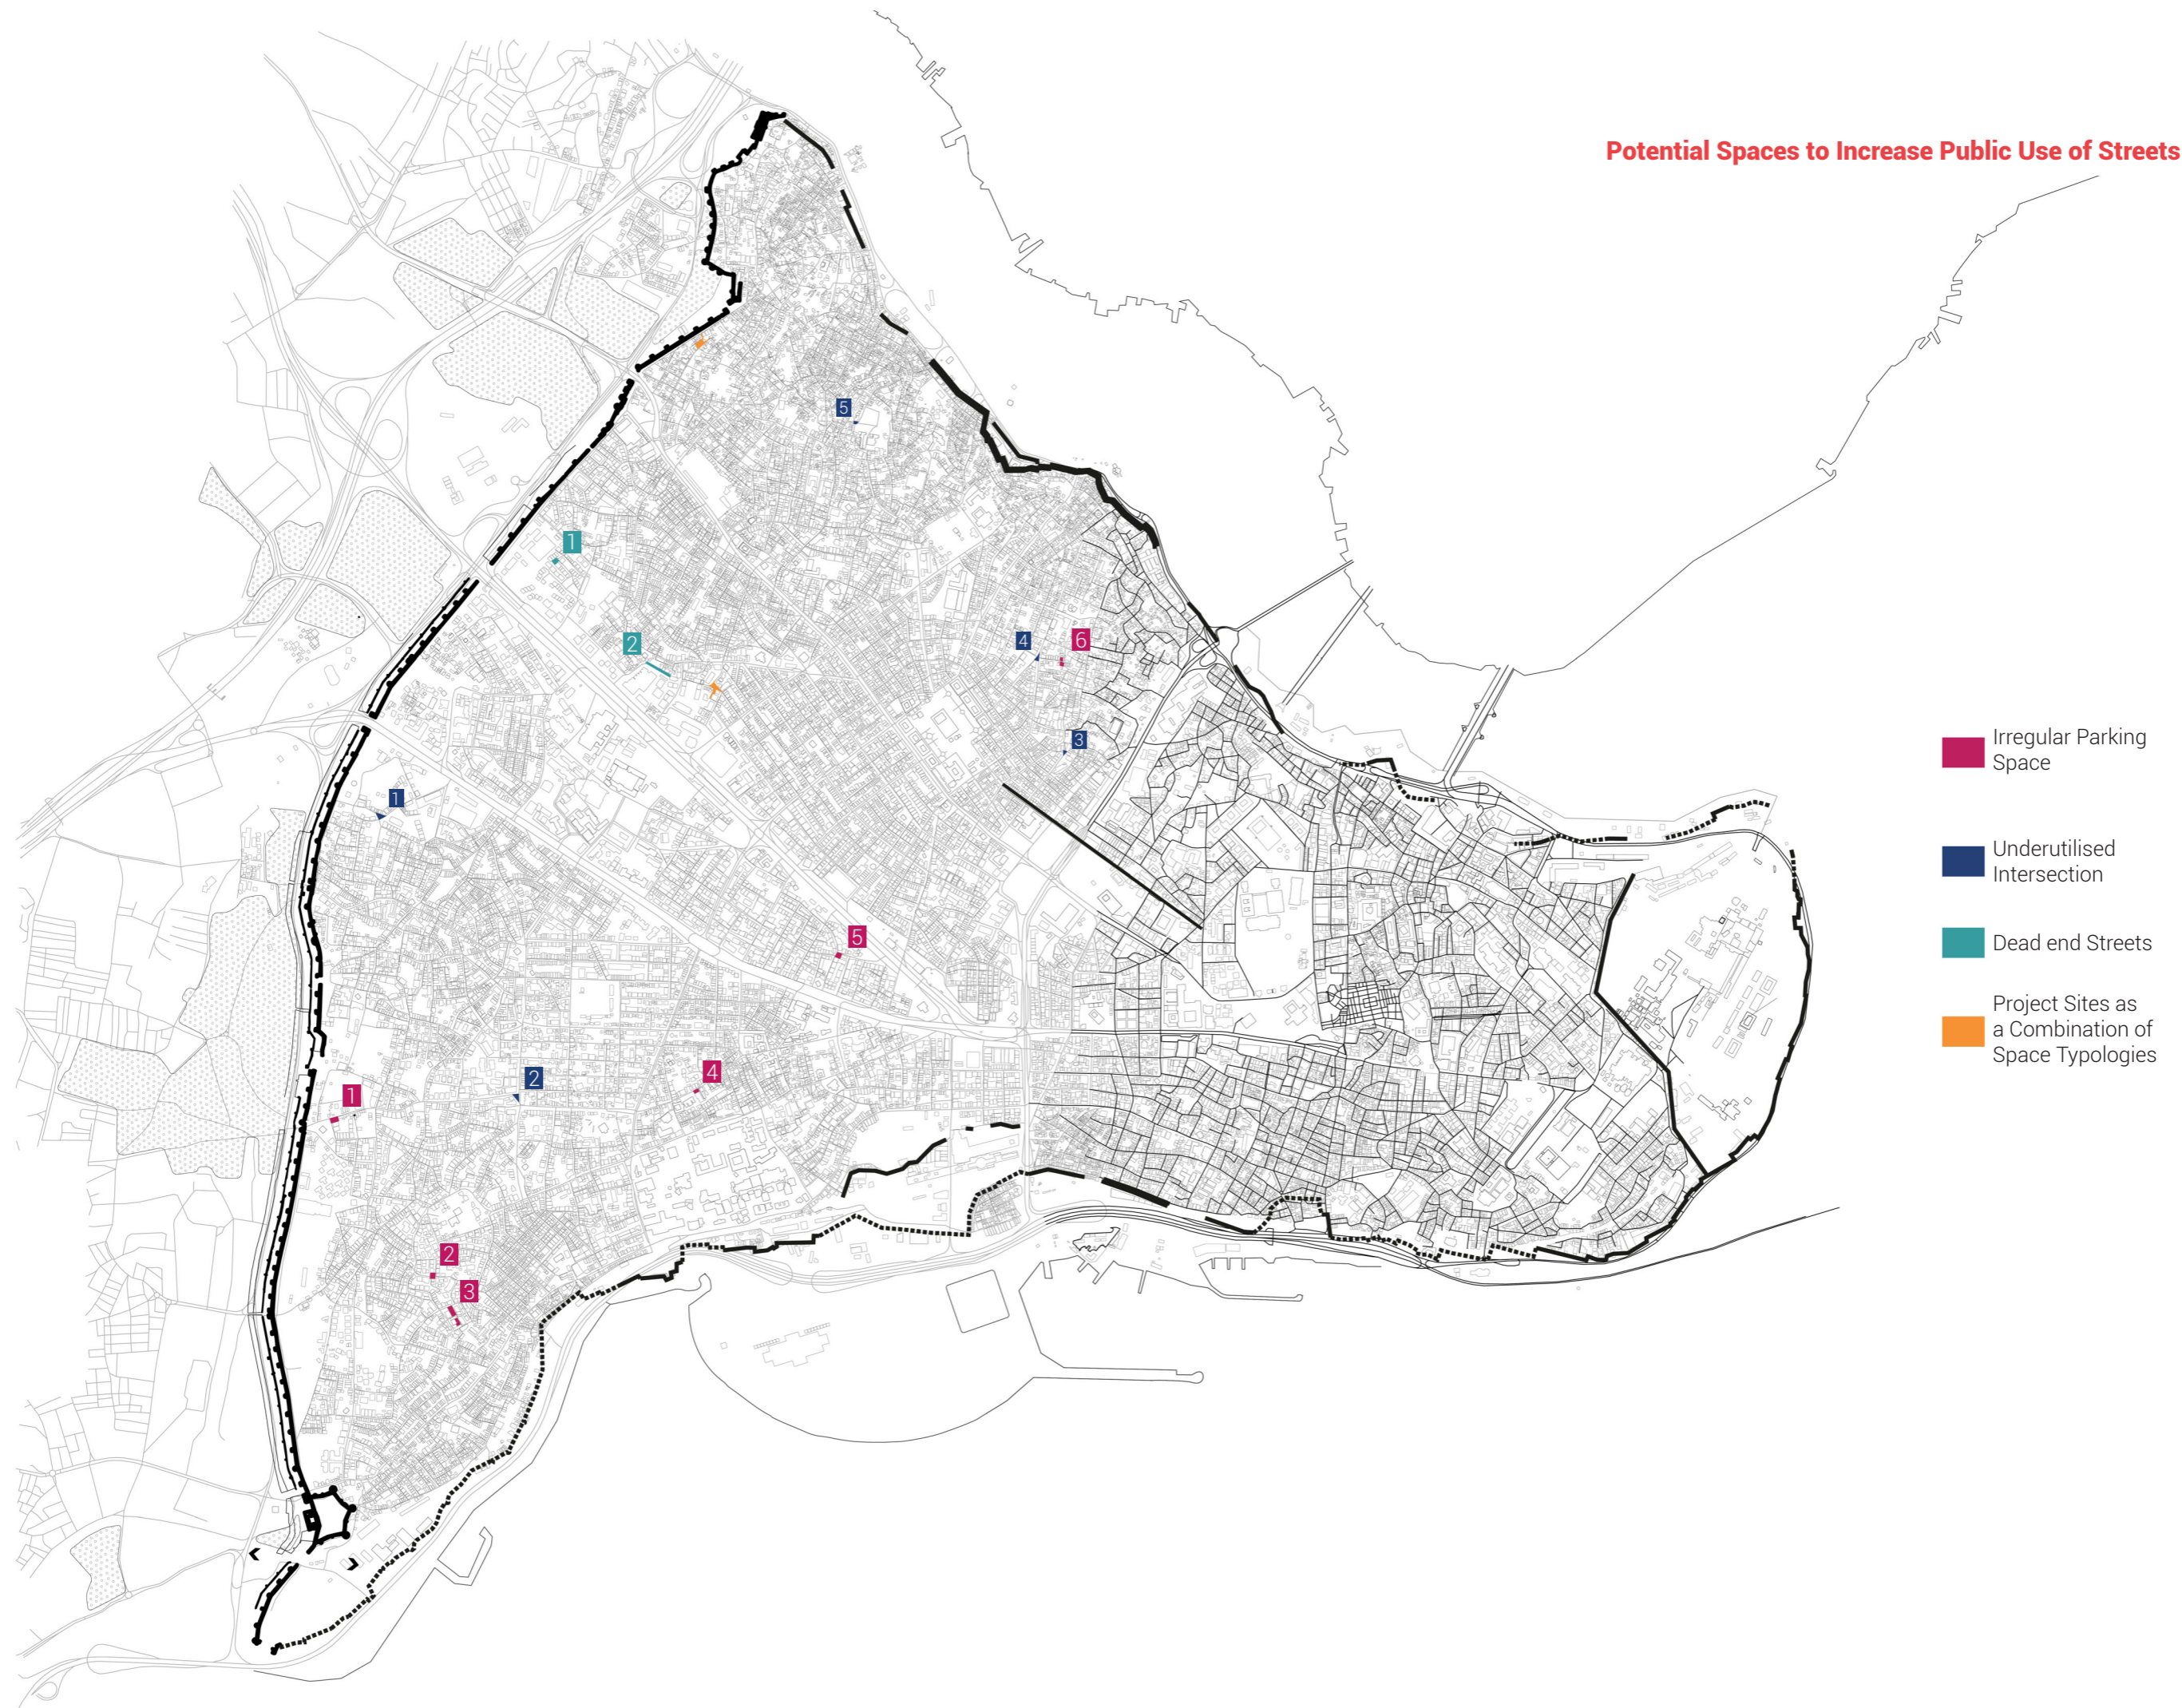 Potential Spaces to Increase Public Use of Streets
5
1
2
4
6
3
1
5
4
2
1
2
3
Irregular Parking
Space
Underutilised
Intersection
Dead end Streets
Project Sites as
a Combination of
Space Typologies